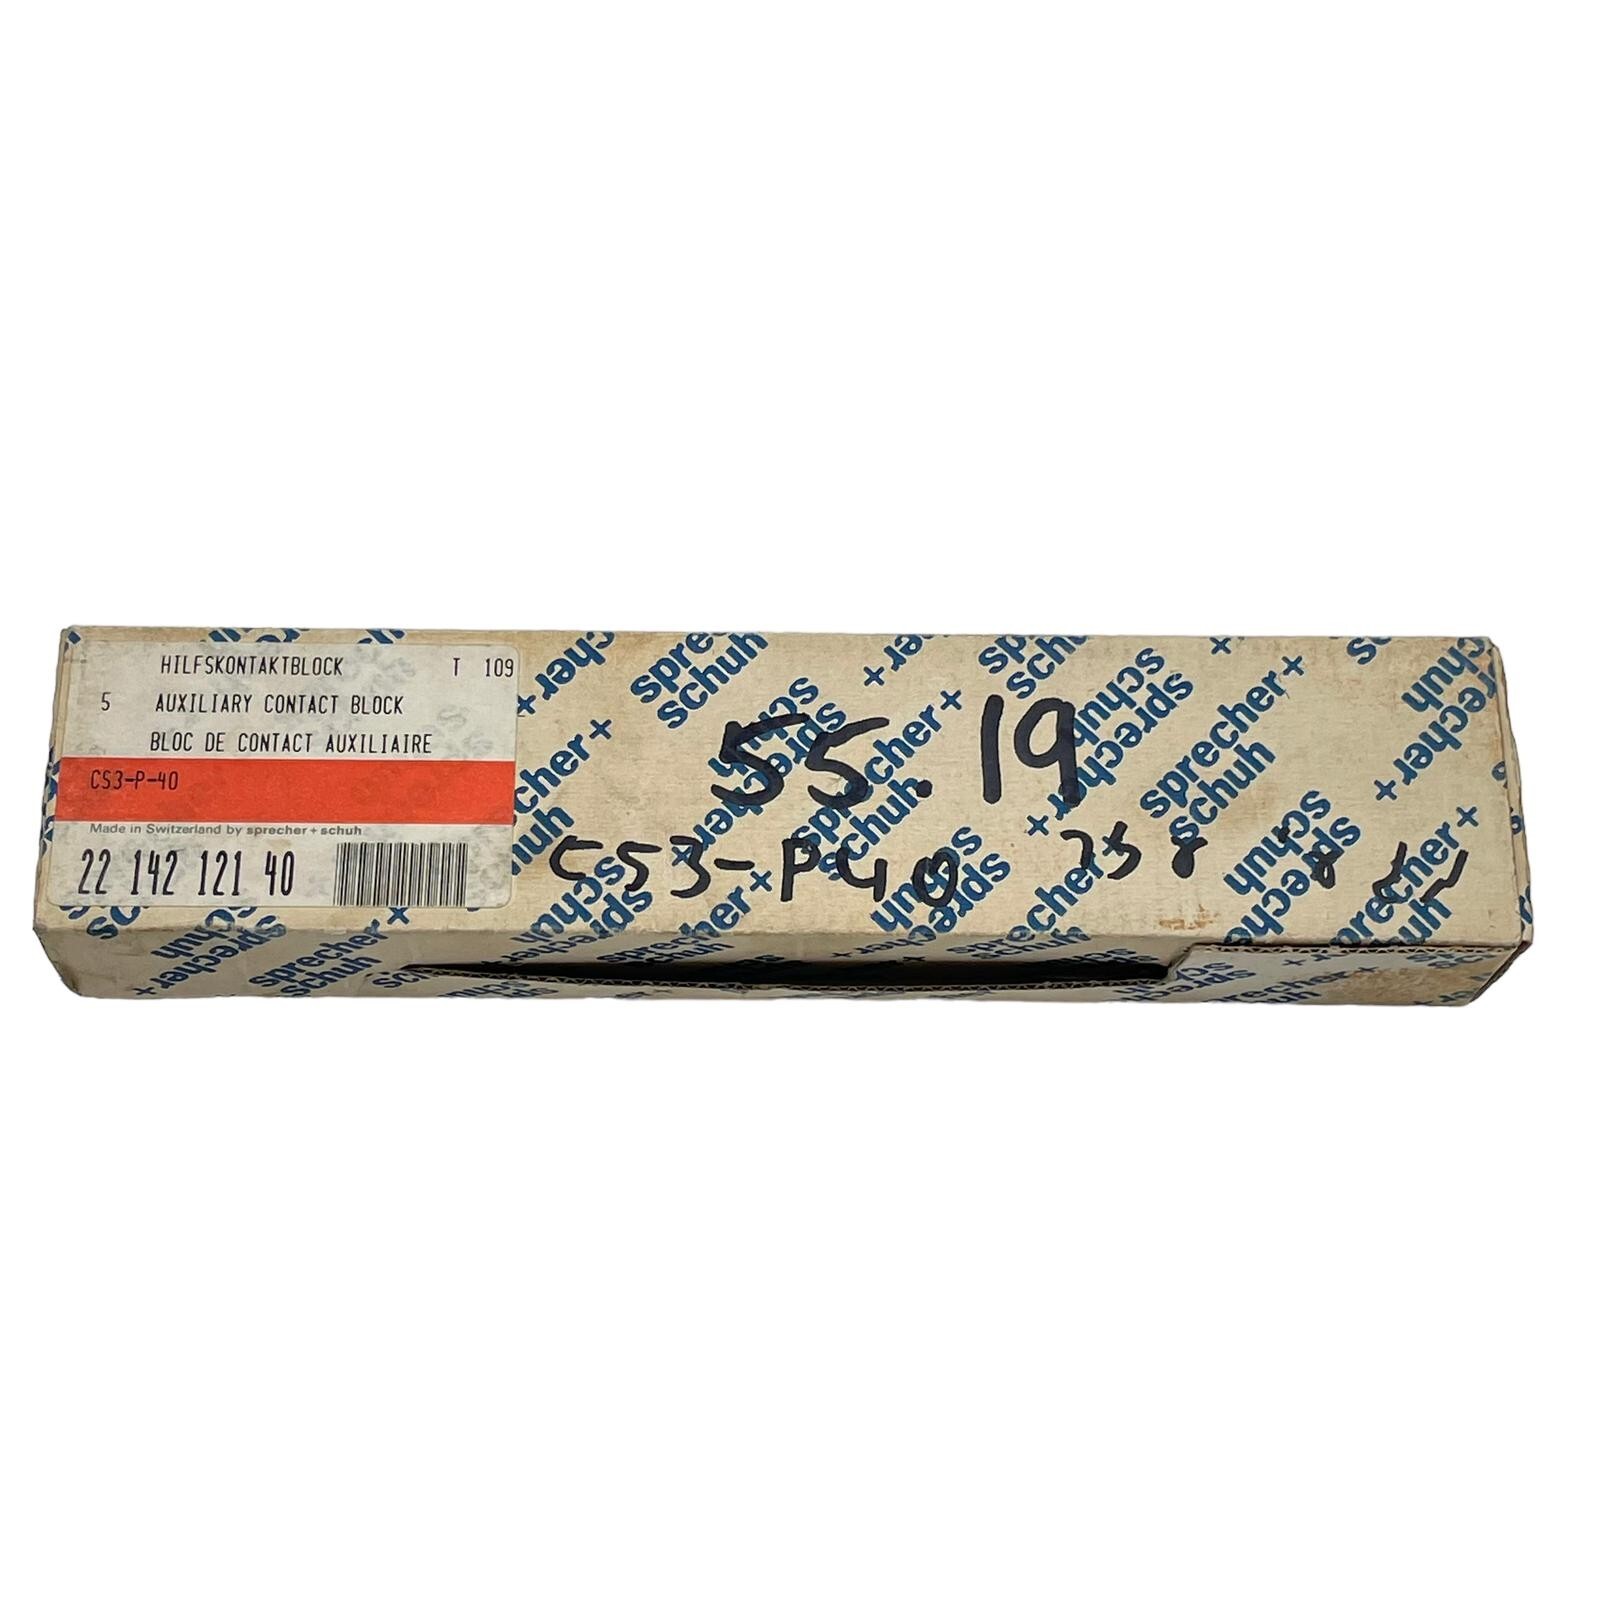 HILFSKONTAKTBLOCK T 109
5 AUXILIARY CONTACT BLOCK
BLOC DE CONTACT AUXILIAIRE
CS3-P-40
Made in Switzerland by sprecher + schuh
22 142 121 40
55.19
CS3-P40
sprecher+
schuh